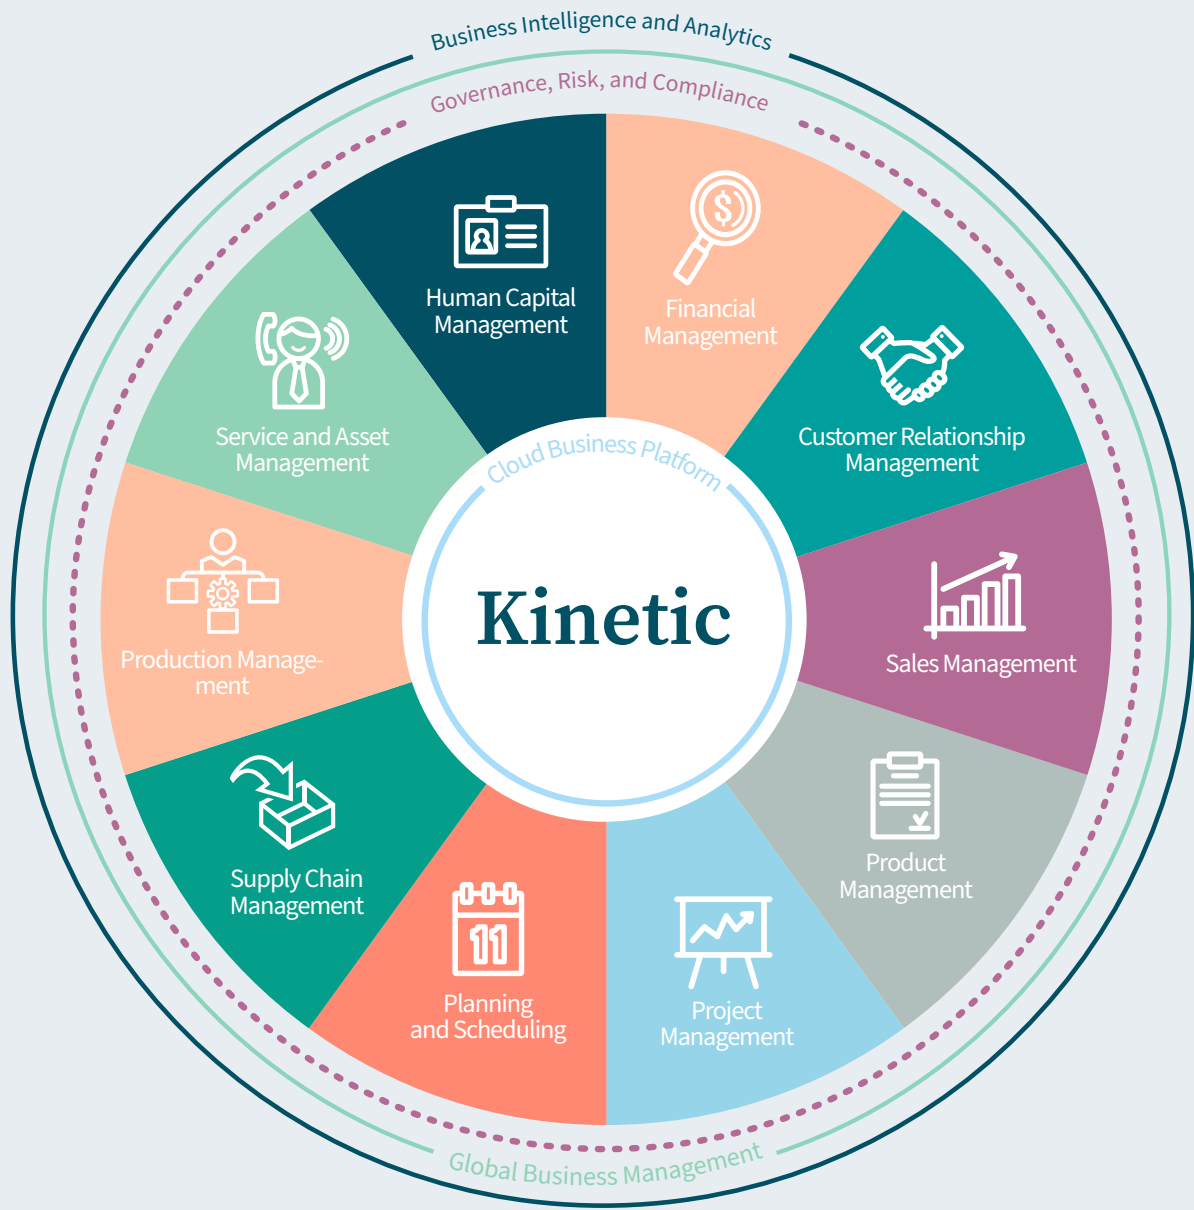 Business Intelligence and Analytics
Governance, Risk, and Compliance
Human Capital
Management
Financial
Management
Service and Asset
Management
Customer Relationship
Management
Cloud Business Platform
Kinetic
Production Manage-
ment
Sales Management
Supply Chain
Management
Product
Management
11
Planning
and Scheduling
Project
Management
Global Business Management